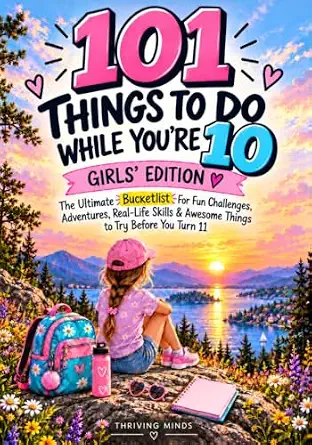 101
THINGS TO DO
WHILE YOU'RE 10
GIRLS' EDITION
The Ultimate Bucketlist For Fun Challenges,
Adventures, Real-Life Skills & Awesome Things
to Try Before You Turn 11
THRIVING MINDS